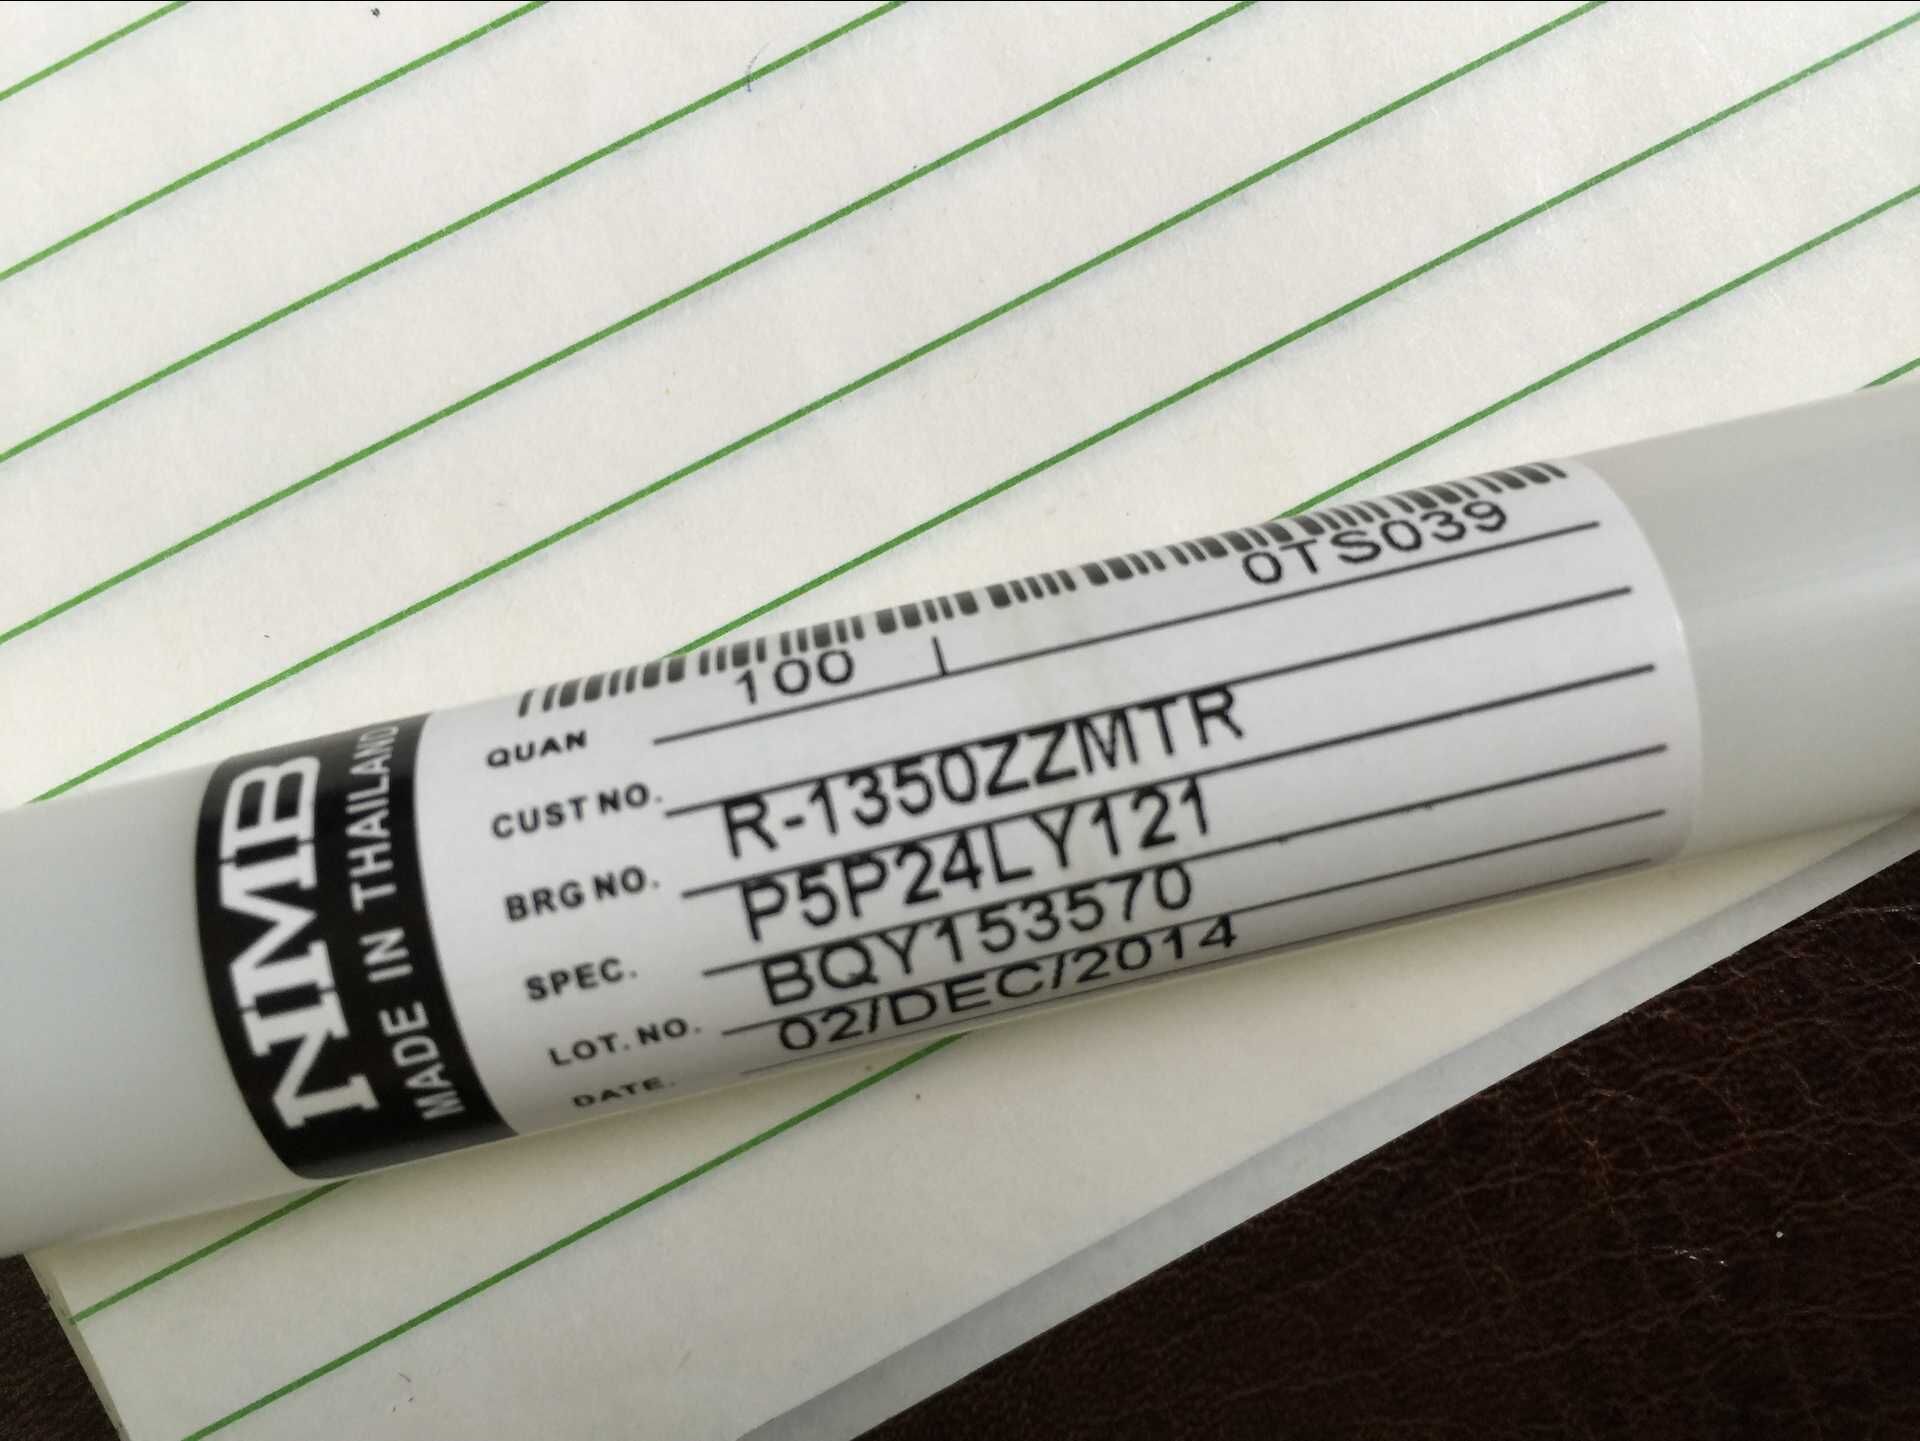 NMB
MADE IN THAILAND
QUAN 100 0TS039
CUST NO.
BRG NO. R-1350ZZMTR
SPEC. P5P24LY121
LOT. NO. BQY153570
DATE. 02/DEC/2014